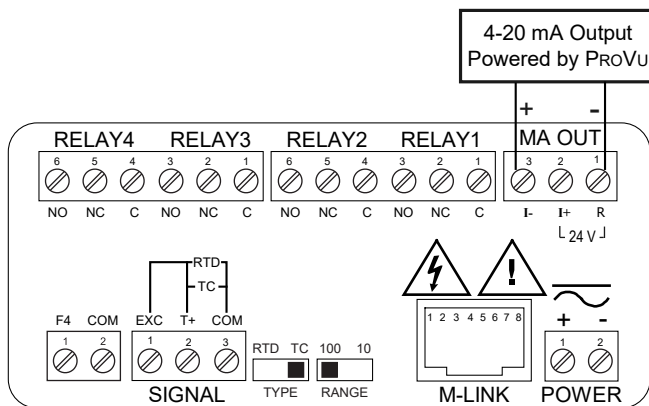 4-20 mA Output
Powered by PROVU
+ -
RELAY4 RELAY3 RELAY2 RELAY1 MA OUT
6 5 4 3 2 1 6 5 4 3 2 1 3 2 1
NO NC C NO NC C NO NC C NO NC C I- I+ R
24 V
RTD
TC
F4 COM EXC T+ COM
1 2 1 2 3
RTD TC 100 10
1 2 3 4 5 6 7 8
+ -
1 2
TYPE RANGE
SIGNAL M-LINK POWER